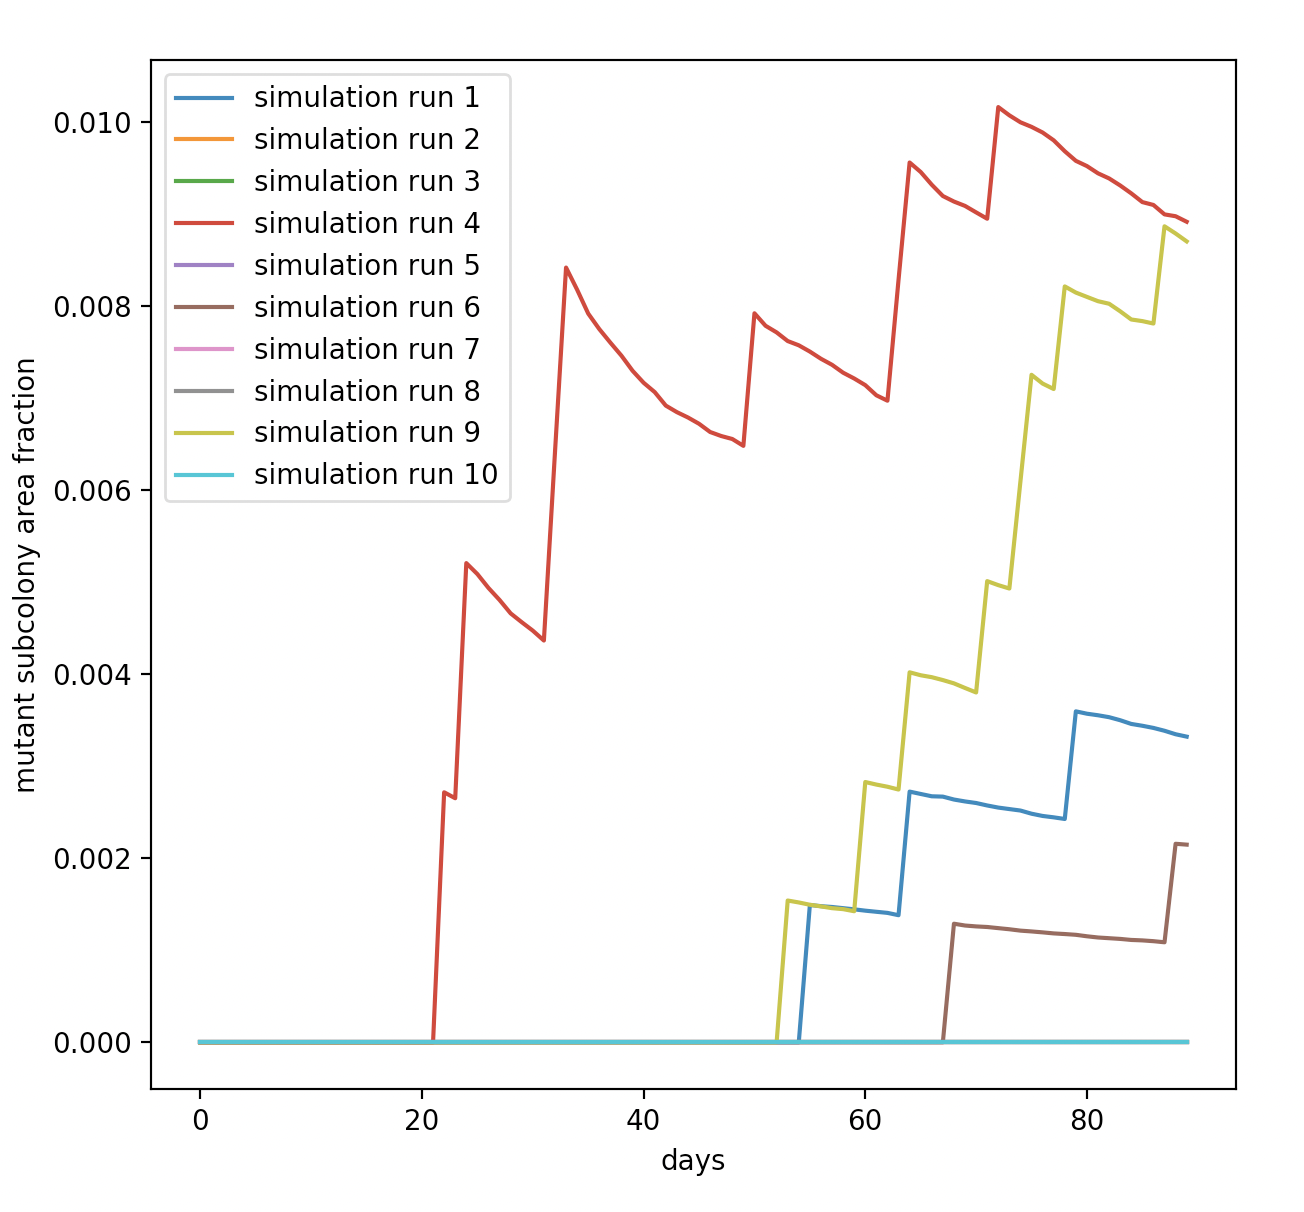 simulation run 1
simulation run 2
simulation run 3
simulation run 4
simulation run 5
simulation run 6
simulation run 7
simulation run 8
simulation run 9
simulation run 10
0.010
0.008
0.006
0.004
0.002
0.000
mutant subcolony area fraction
0 20 40 60 80
days